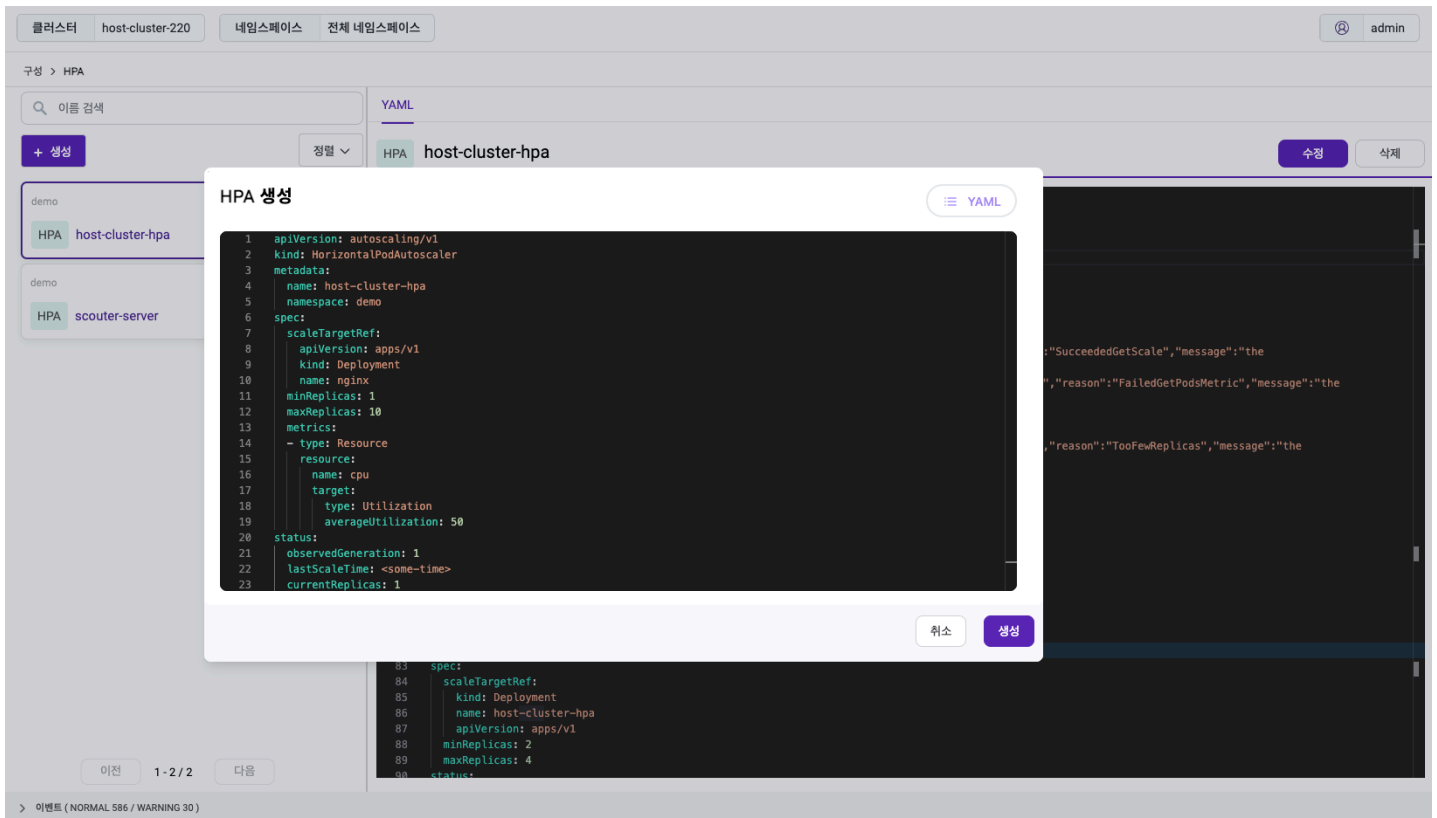 클러스터 host-cluster-220 네임스페이스 전체 네임스페이스 admin
구성 > HPA
이름 검색
YAML
+ 생성 정렬
HPA host-cluster-hpa 수정 삭제
demo
HPA host-cluster-hpa
demo
HPA scouter-server
HPA 생성 YAML
1 apiVersion: autoscaling/v1
2 kind: HorizontalPodAutoscaler
3 metadata:
4 name: host-cluster-hpa
5 namespace: demo
6 spec:
7 scaleTargetRef:
8 apiVersion: apps/v1
9 kind: Deployment
10 name: nginx
11 minReplicas: 1
12 maxReplicas: 10
13 metrics:
14 - type: Resource
15 resource:
16 name: cpu
17 target:
18 type: Utilization
19 averageUtilization: 50
20 status:
21 observedGeneration: 1
22 lastScaleTime: <some-time>
23 currentReplicas: 1
취소 생성
:"SucceededGetScale","message":"the
","reason":"FailedGetPodsMetric","message":"the
,"reason":"TooFewReplicas","message":"the
83 spec:
84 scaleTargetRef:
85 kind: Deployment
86 name: host-cluster-hpa
87 apiVersion: apps/v1
88 minReplicas: 2
89 maxReplicas: 4
90 status:
이전 1 - 2 / 2 다음
> 이벤트 ( NORMAL 586 / WARNING 30 )